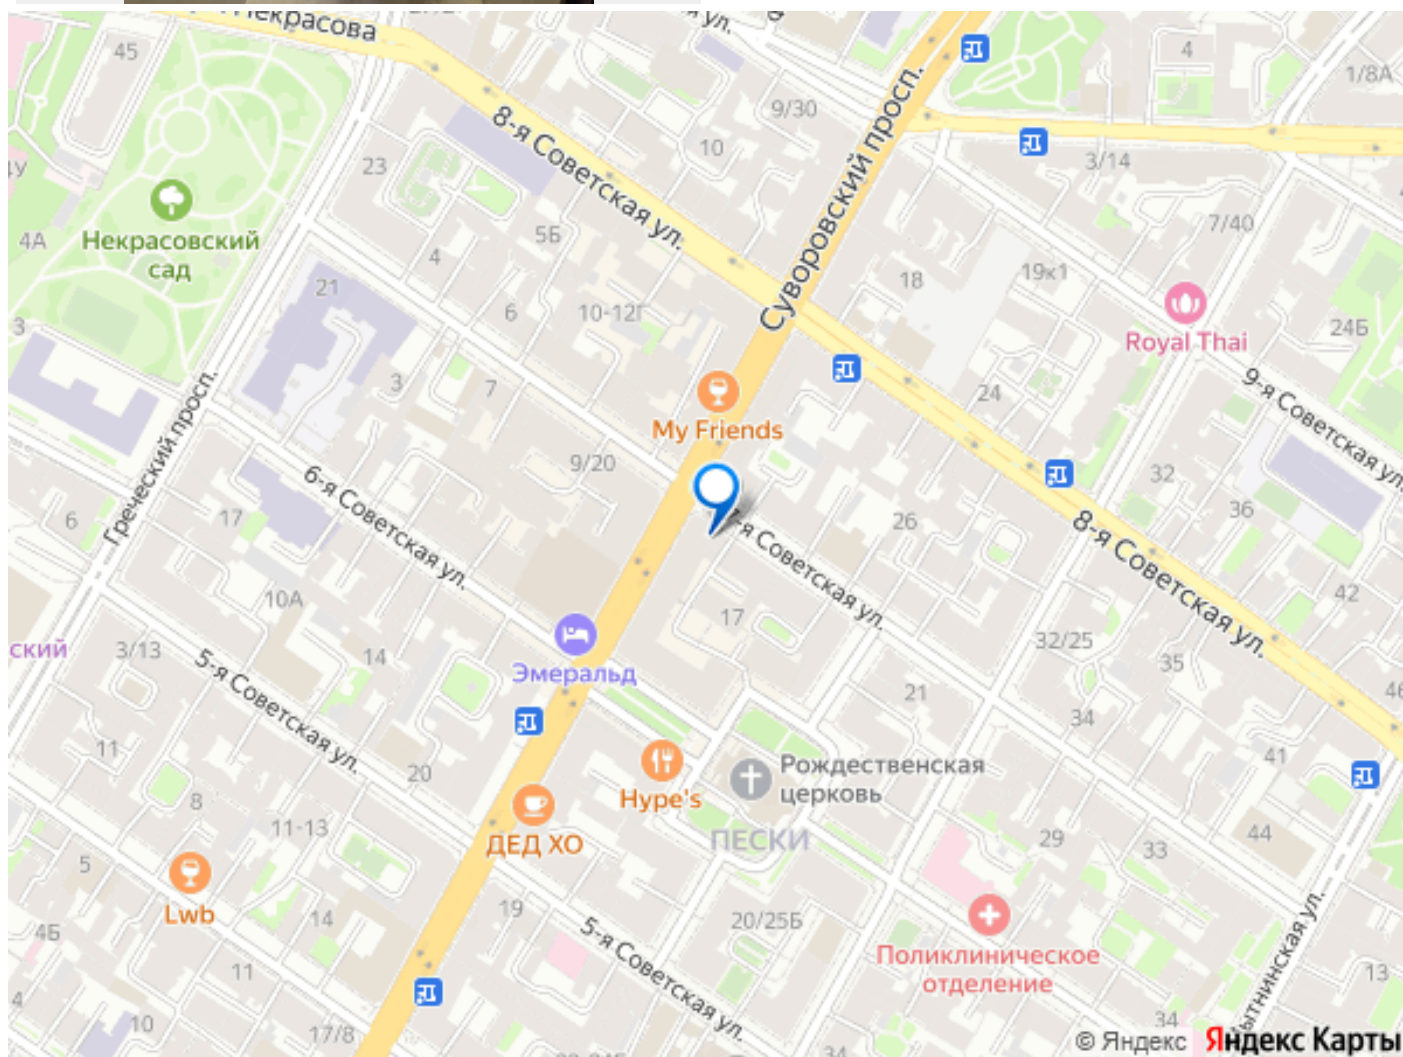 Некрасова
ул.
45
4
1/8А
9/30
8-я Советская ул.
10
Суворовский просп.
3/14
23
7/40
4А
Некрасовский
сад
5Б
4
18
19к1
21
6
10-12Г
3
Royal Thai
24Б
3
7
24
9-я Советская ул.
My Friends
Греческий просп.
9/20
6-я Советская ул.
32
6
17
26
36
8-я Советская ул.
7-я Советская ул.
10А
42
17
ский
3/13
14
Эмеральд
32/25
35
5-я Советская ул.
21
34
46
11
20
Рождественская
церковь
41
Hype's
8
11-13
ДЕД ХО
ПЕСКИ
29
33
44
5
Lwb
14
19
20/25Б
4Б
5-я Советская ул.
Поликлиническое
отделение
11
13
4
10
17/8
34
34
© Яндекс Яндекс Карты